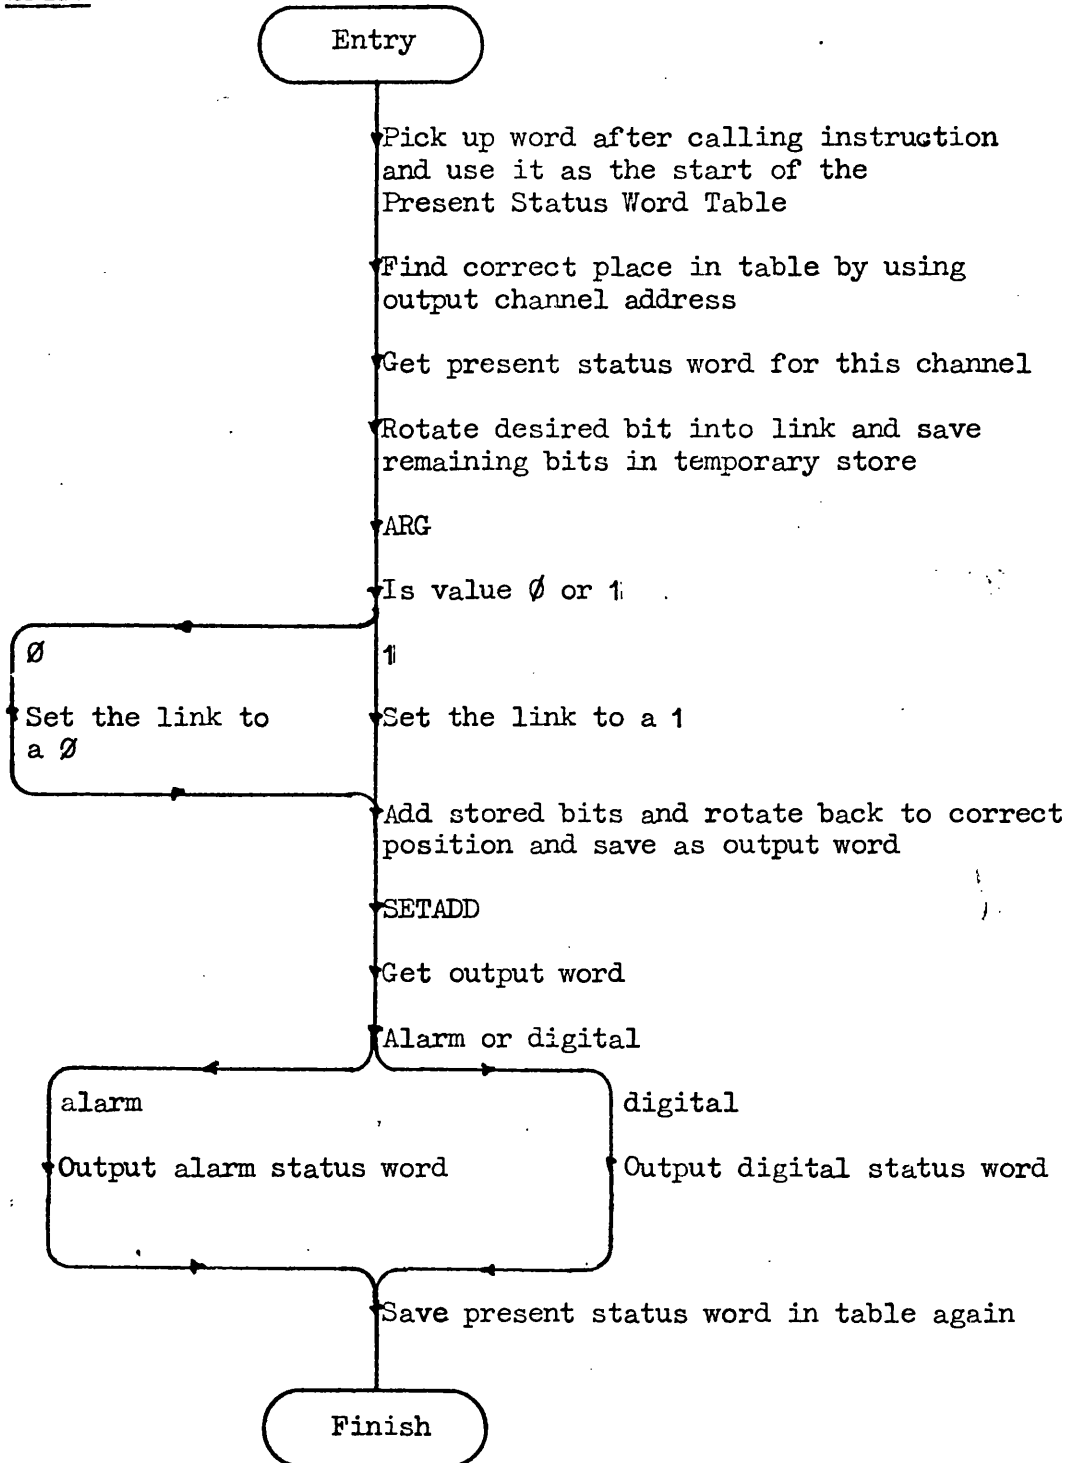 Entry
Pick up word after calling instruction
and use it as the start of the
Present Status Word Table
Find correct place in table by using
output channel address
Get present status word for this channel
Rotate desired bit into link and save
remaining bits in temporary store
ARG
Is value Ø or 1
Ø
1
Set the link to
a Ø
Set the link to a 1
Add stored bits and rotate back to correct
position and save as output word
SETADD
Get output word
Alarm or digital
alarm
digital
Output alarm status word
Output digital status word
Save present status word in table again
Finish